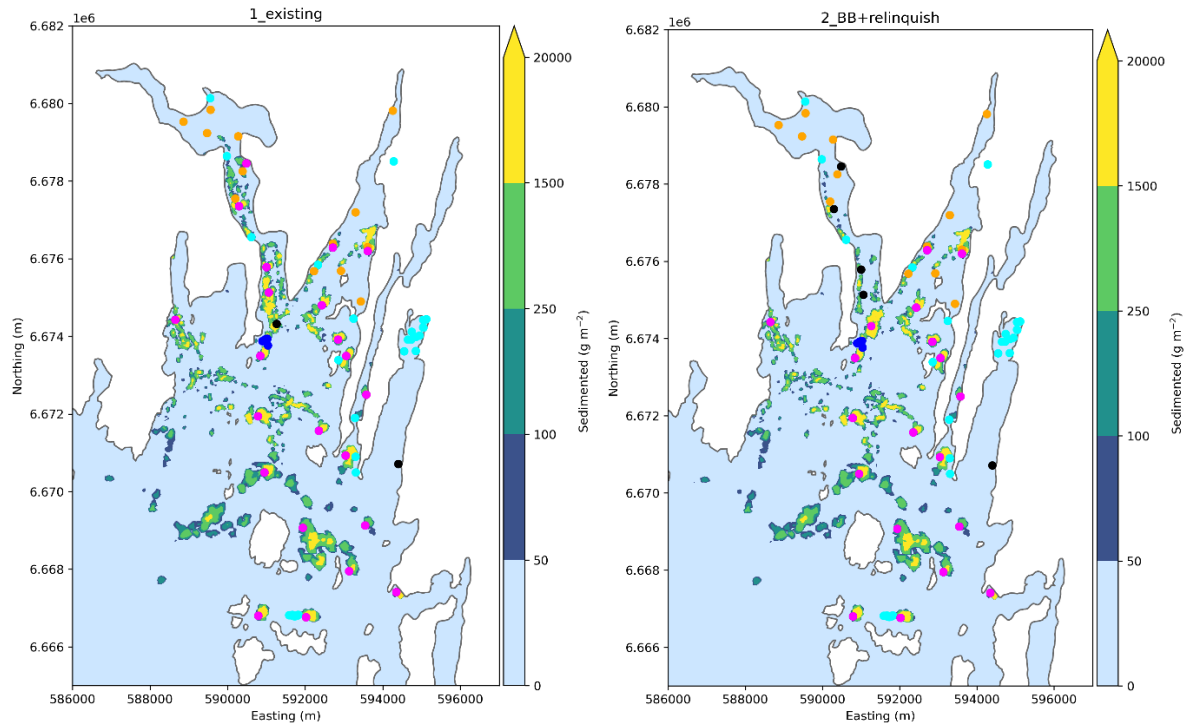 1_existing
1e6
6.682
6.680
6.678
6.676
6.674
6.672
6.670
6.668
6.666
Northing (m)
586000 588000 590000 592000 594000 596000
Easting (m)
20000
1500
250
100
50
0
Sedimented (g m⁻²)
2_BB+relinquish
1e6
6.682
6.680
6.678
6.676
6.674
6.672
6.670
6.668
6.666
Northing (m)
586000 588000 590000 592000 594000 596000
Easting (m)
20000
1500
250
100
50
0
Sedimented (g m⁻²)